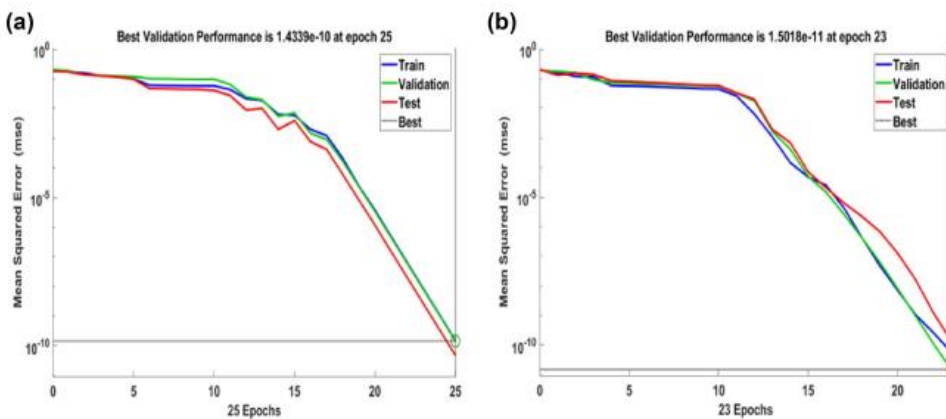 (a)
Best Validation Performance is 1.4339e-10 at epoch 25
Mean Squared Error (mse)
10^0
10^-5
10^-10
Train
Validation
Test
Best
0 5 10 15 20 25
25 Epochs
(b)
Best Validation Performance is 1.5018e-11 at epoch 23
Mean Squared Error (mse)
10^0
10^-5
10^-10
Train
Validation
Test
Best
0 5 10 15 20
23 Epochs